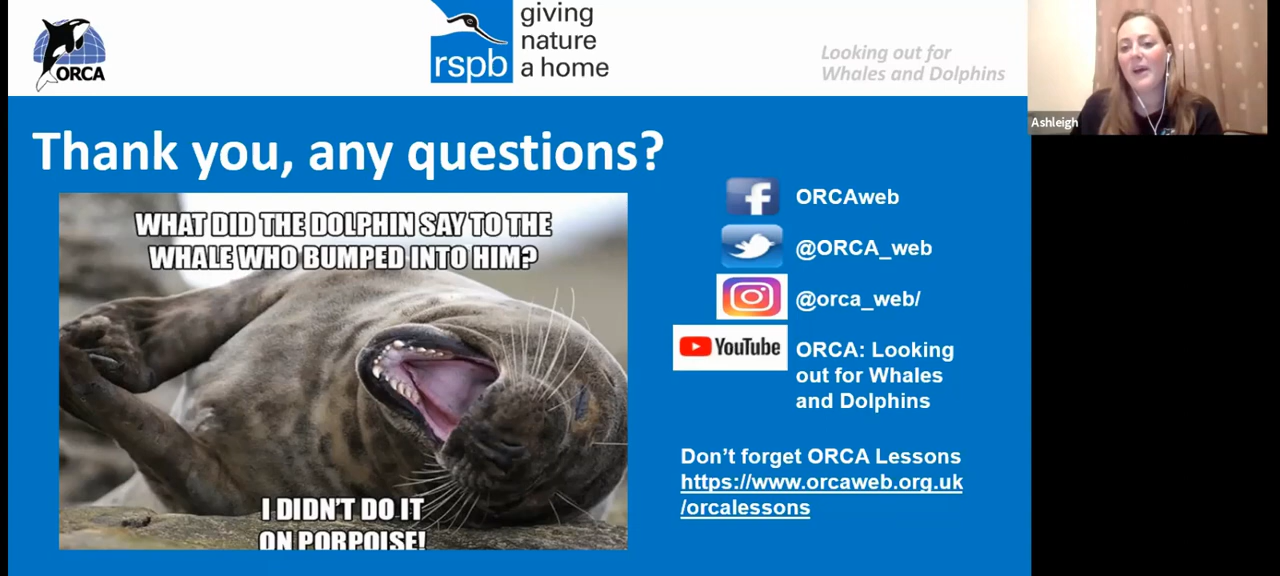 ORCA
rspb
giving
nature
a home
Looking out for
Whales and Dolphins
Ashleigh
Thank you, any questions?
WHAT DID THE DOLPHIN SAY TO THE
WHALE WHO BUMPED INTO HIM?
I DIDN'T DO IT
ON PORPOISE!
ORCAweb
@ORCA_web
@orca_web/
YouTube
ORCA: Looking
out for Whales
and Dolphins
Don't forget ORCA Lessons
https://www.orcaweb.org.uk
/orcalessons